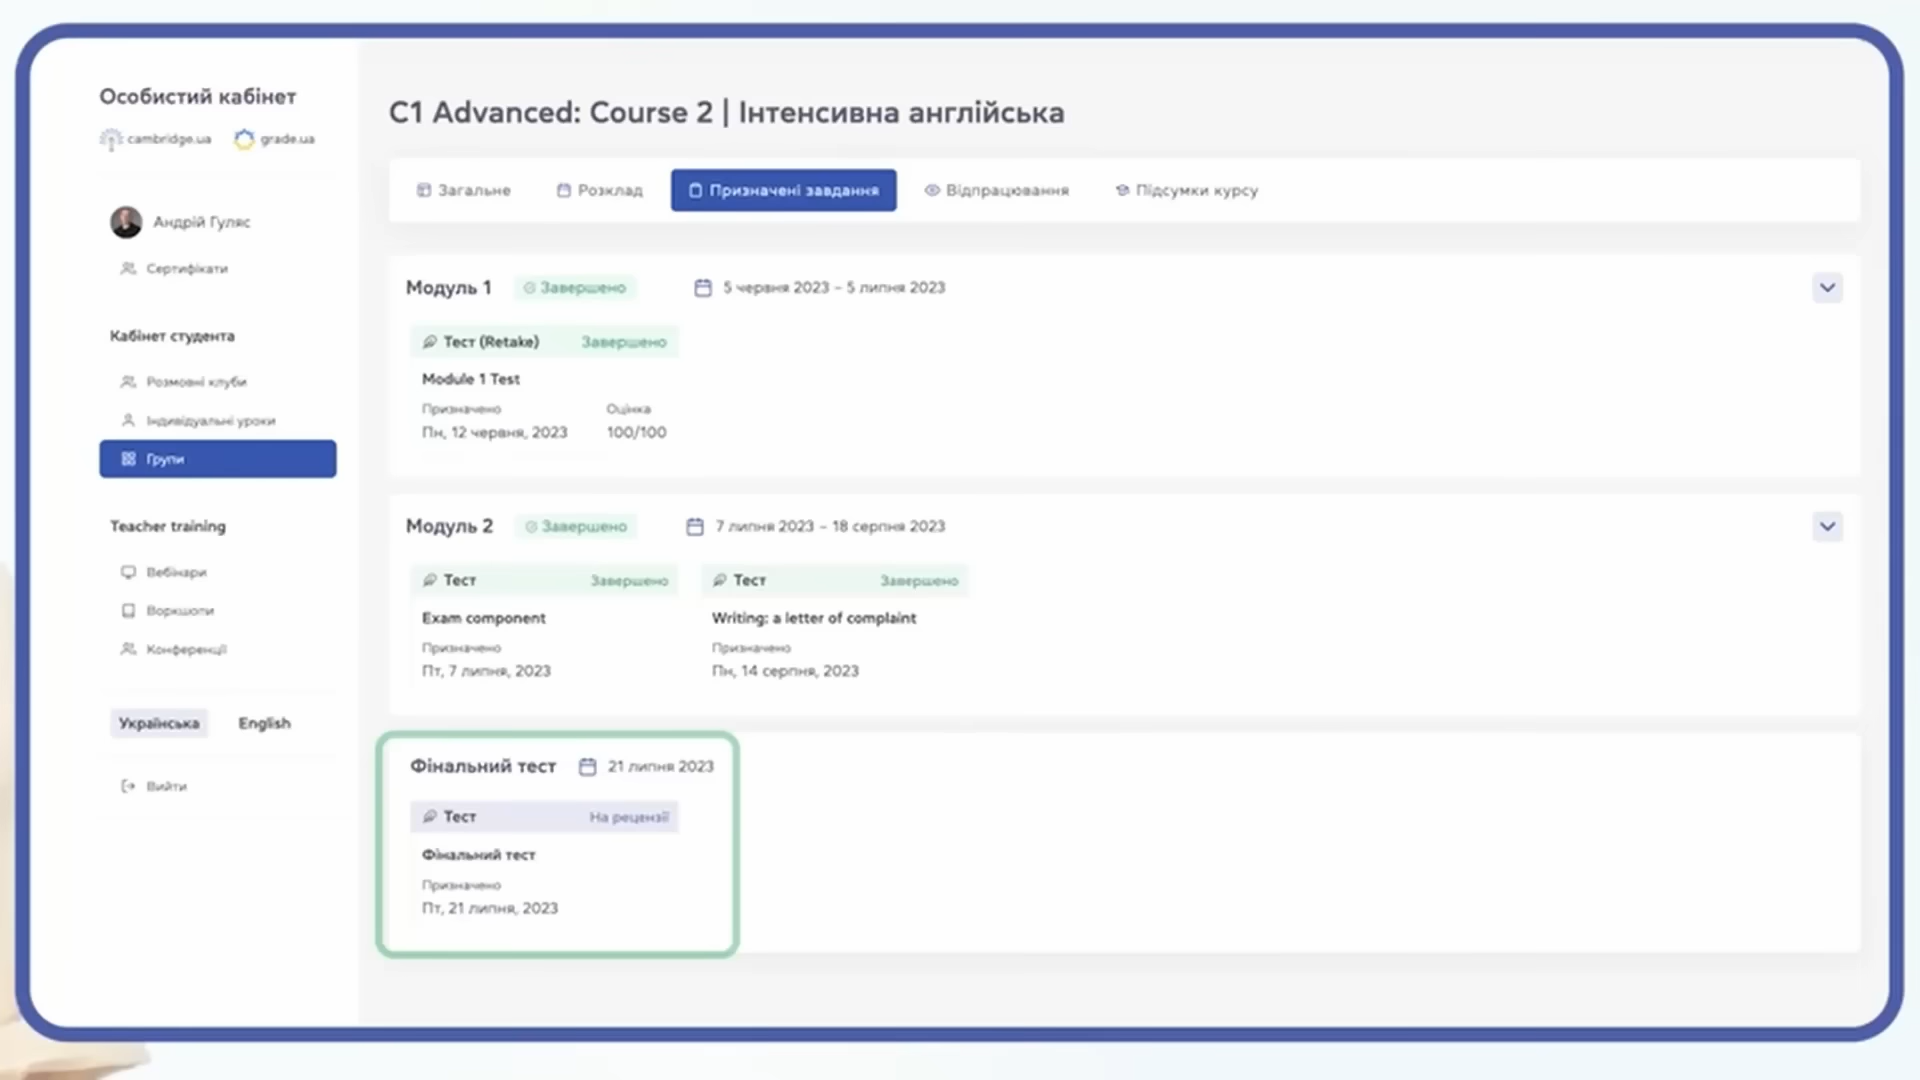 Особистий кабінет
cambridge.ua grade.ua
Андрій Гуляс
Сертифікати
Кабінет студента
Розмовні клуби
Індивідуальні уроки
Групи
Teacher training
Вебінари
Воркшопи
Конференції
Українська English
Вийти
C1 Advanced: Course 2 | Інтенсивна англійська
Загальне Розклад Призначені завдання Відпрацювання Підсумки курсу
Модуль 1 Завершено 5 червня 2023 – 5 липня 2023
Тест (Retake) Завершено
Module 1 Test
Призначено Оцінка
Пн, 12 червня, 2023 100/100
Модуль 2 Завершено 7 липня 2023 – 18 серпня 2023
Тест Завершено Тест Завершено
Exam component Writing: a letter of complaint
Призначено Призначено
Пт, 7 липня, 2023 Пн, 14 серпня, 2023
Фінальний тест 21 липня 2023
Тест На рецензії
Фінальний тест
Призначено
Пт, 21 липня, 2023